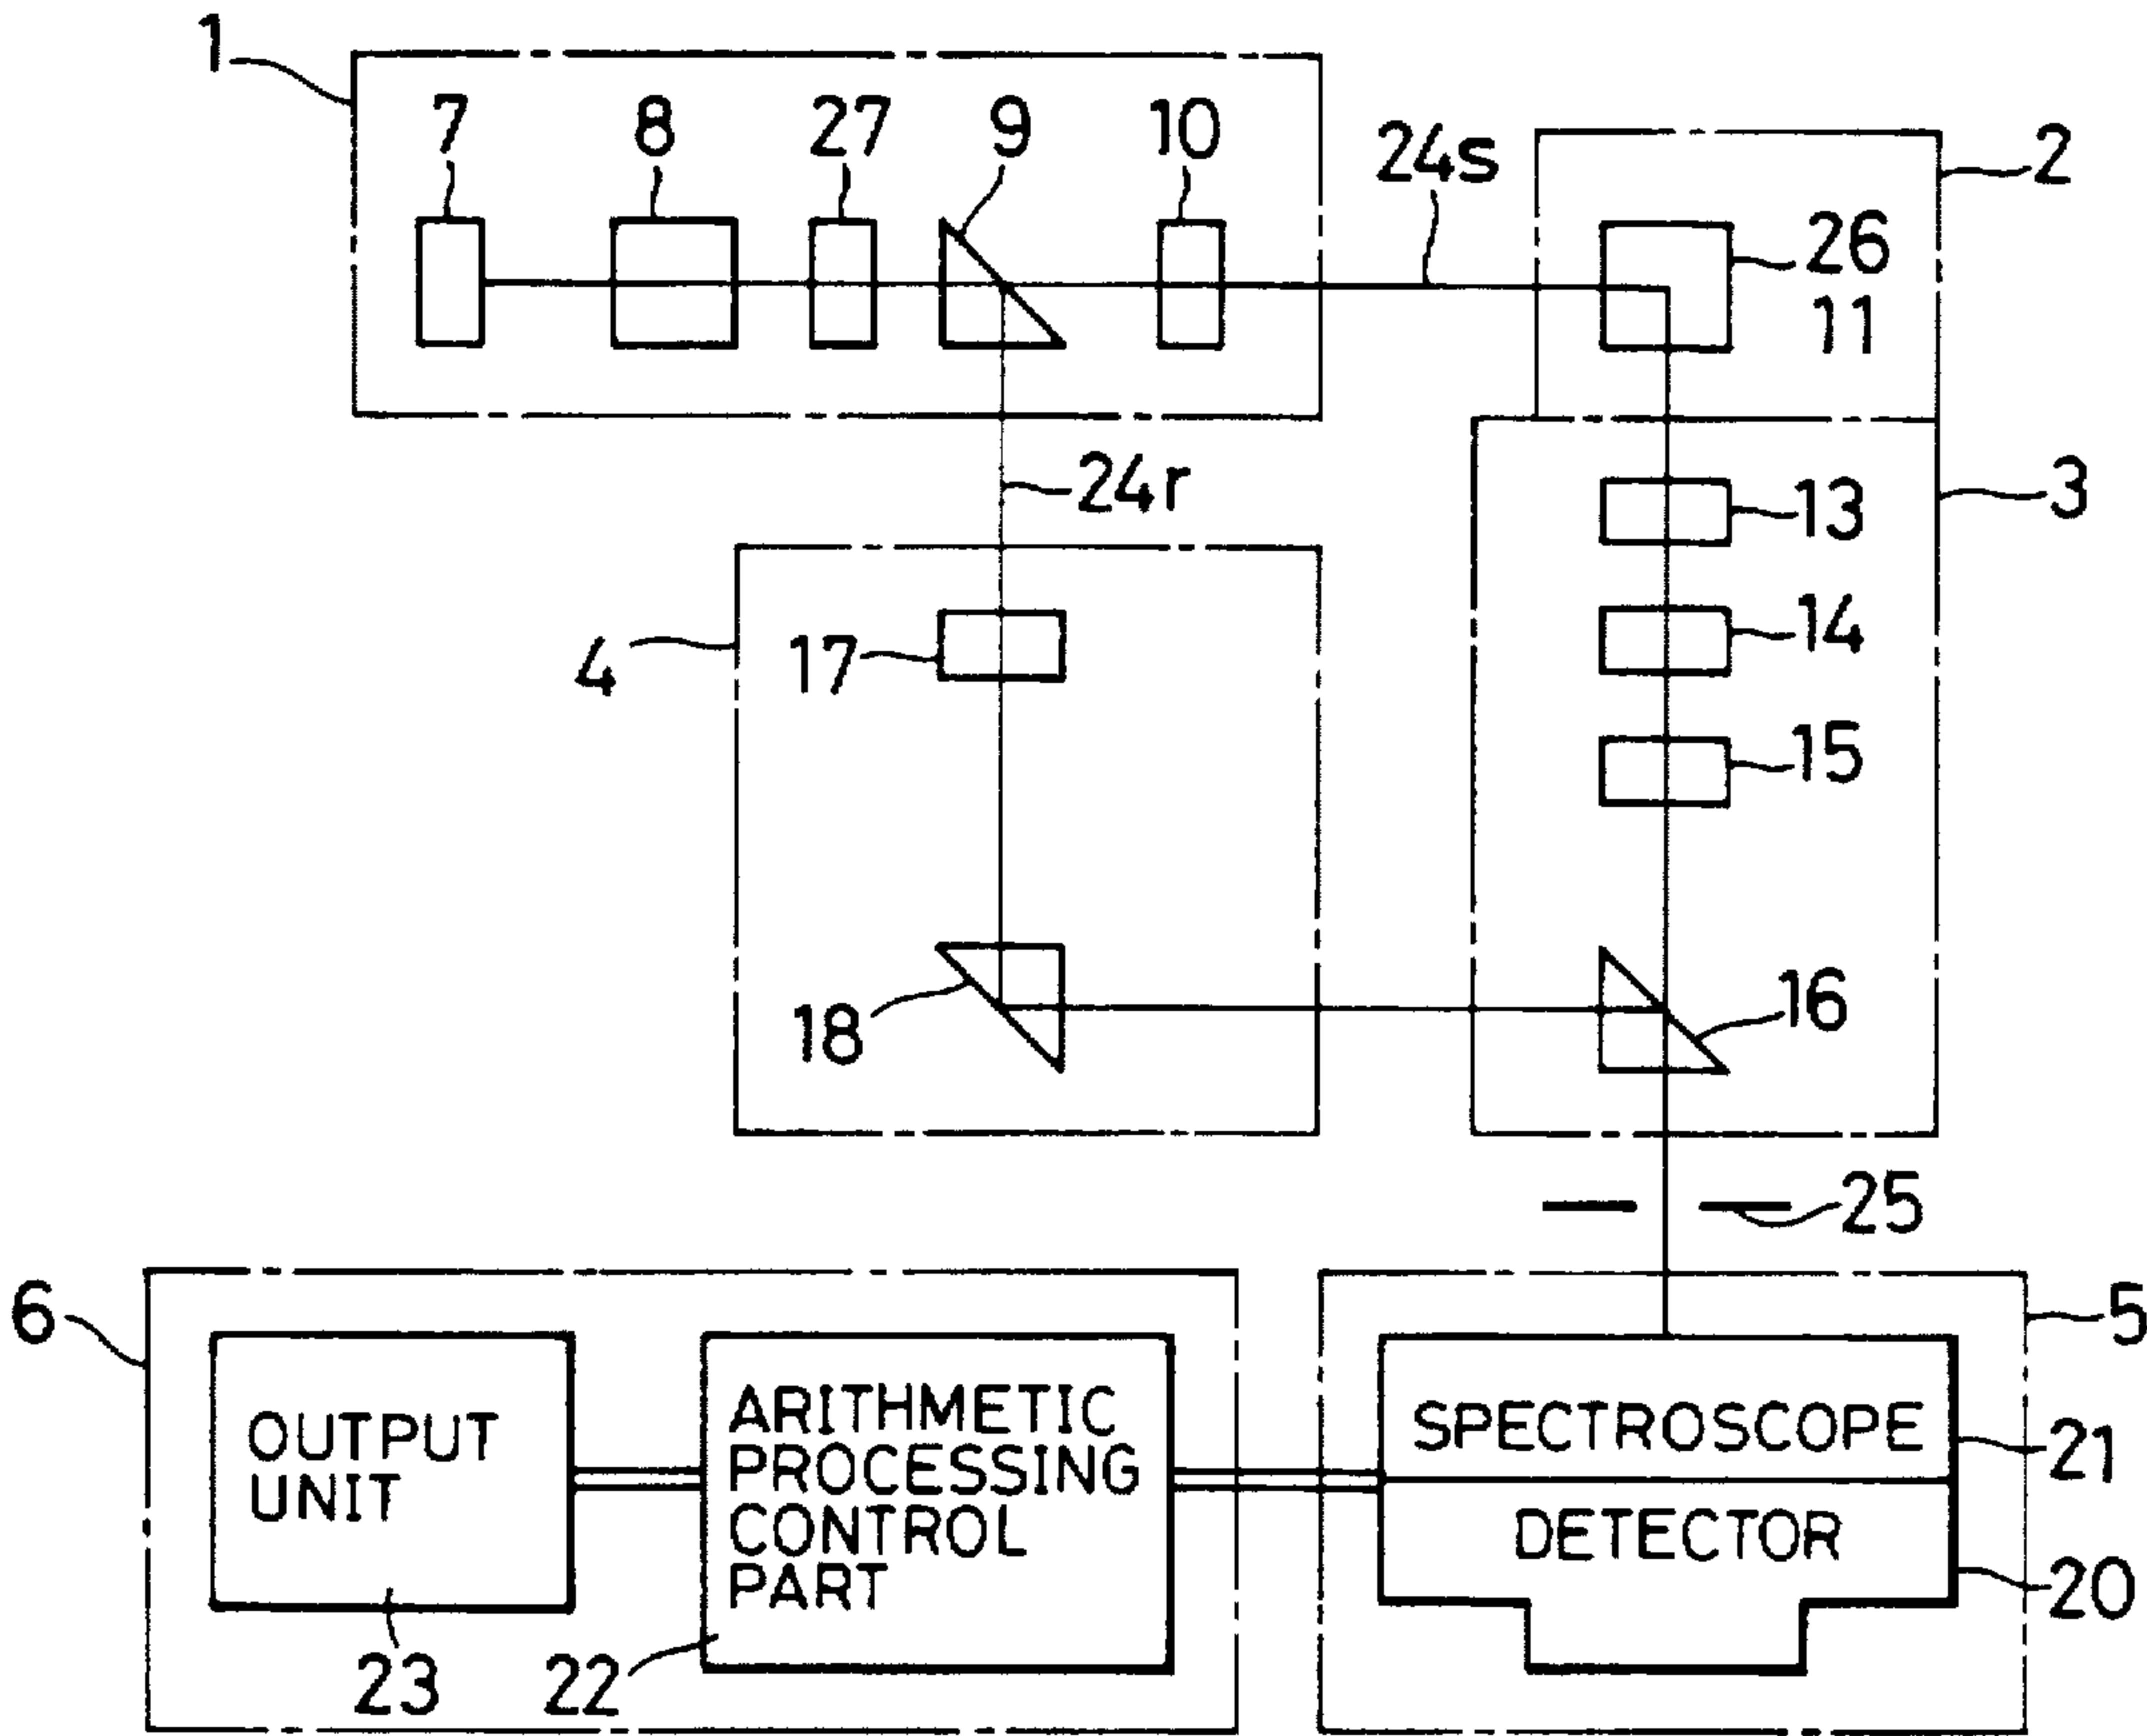 1
7
8
27
9
10
24s
2
26
11
24r
13
3
14
17
4
15
18
16
25
6
5
OUTPUT
UNIT
ARITHMETIC
PROCESSING
CONTROL
PART
SPECTROSCOPE
21
DETECTOR
20
23
22